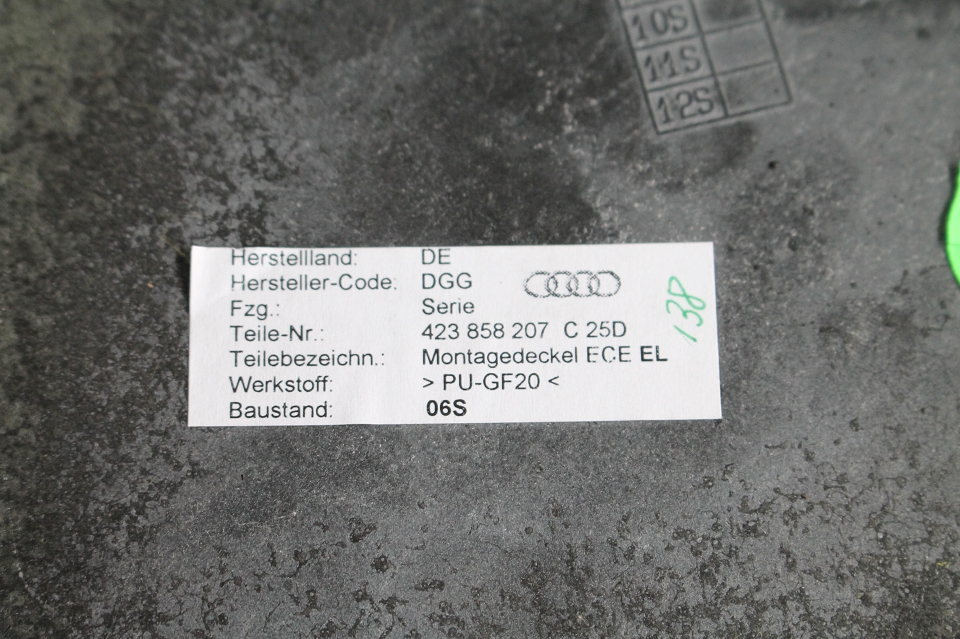 10S
11S
12S
Herstellland: DE
Hersteller-Code: DGG
Fzg.: Serie
Teile-Nr.: 423 858 207 C 25D
Teilebezeichn.: Montagedeckel ECE EL
Werkstoff: > PU-GF20 <
Baustand: 06S
138